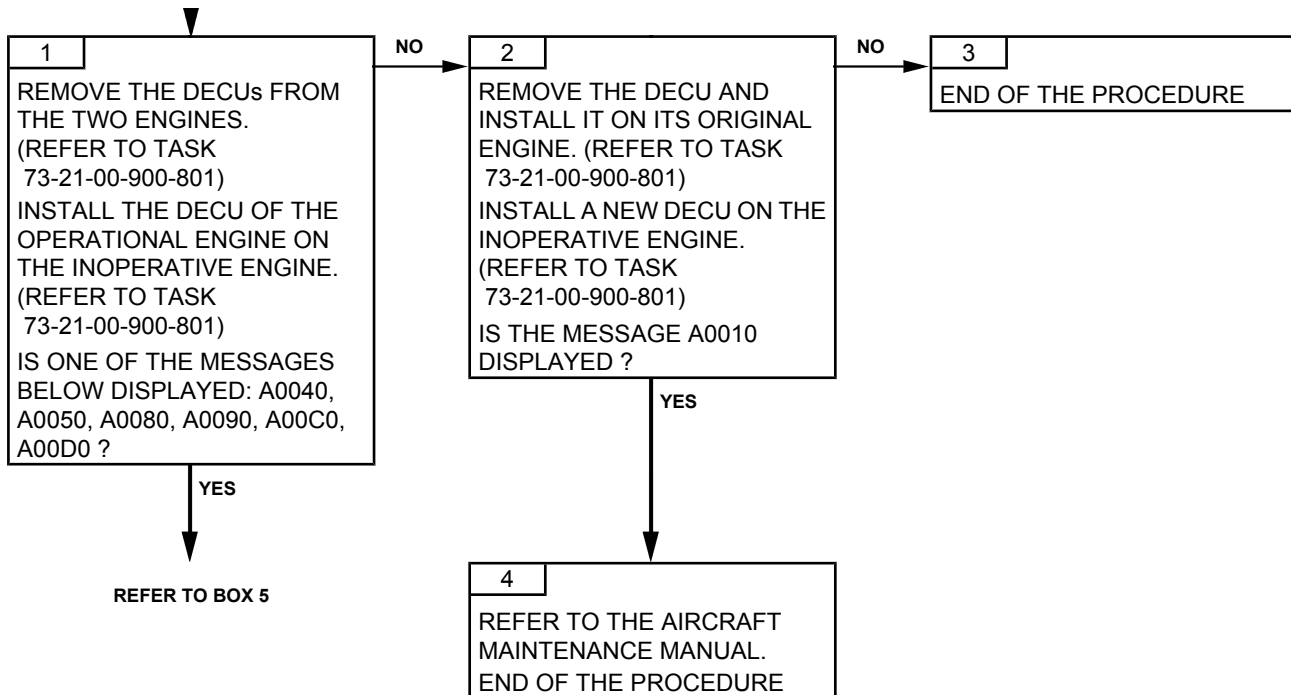 1
REMOVE THE DECUs FROM
THE TWO ENGINES.
(REFER TO TASK
73-21-00-900-801)
INSTALL THE DECU OF THE
OPERATIONAL ENGINE ON
THE INOPERATIVE ENGINE.
(REFER TO TASK
73-21-00-900-801)
IS ONE OF THE MESSAGES
BELOW DISPLAYED: A0040,
A0050, A0080, A0090, A00C0,
A00D0 ?
NO
YES
REFER TO BOX 5
2
REMOVE THE DECU AND
INSTALL IT ON ITS ORIGINAL
ENGINE. (REFER TO TASK
73-21-00-900-801)
INSTALL A NEW DECU ON THE
INOPERATIVE ENGINE.
(REFER TO TASK
73-21-00-900-801)
IS THE MESSAGE A0010
DISPLAYED ?
NO
YES
3
END OF THE PROCEDURE
4
REFER TO THE AIRCRAFT
MAINTENANCE MANUAL.
END OF THE PROCEDURE